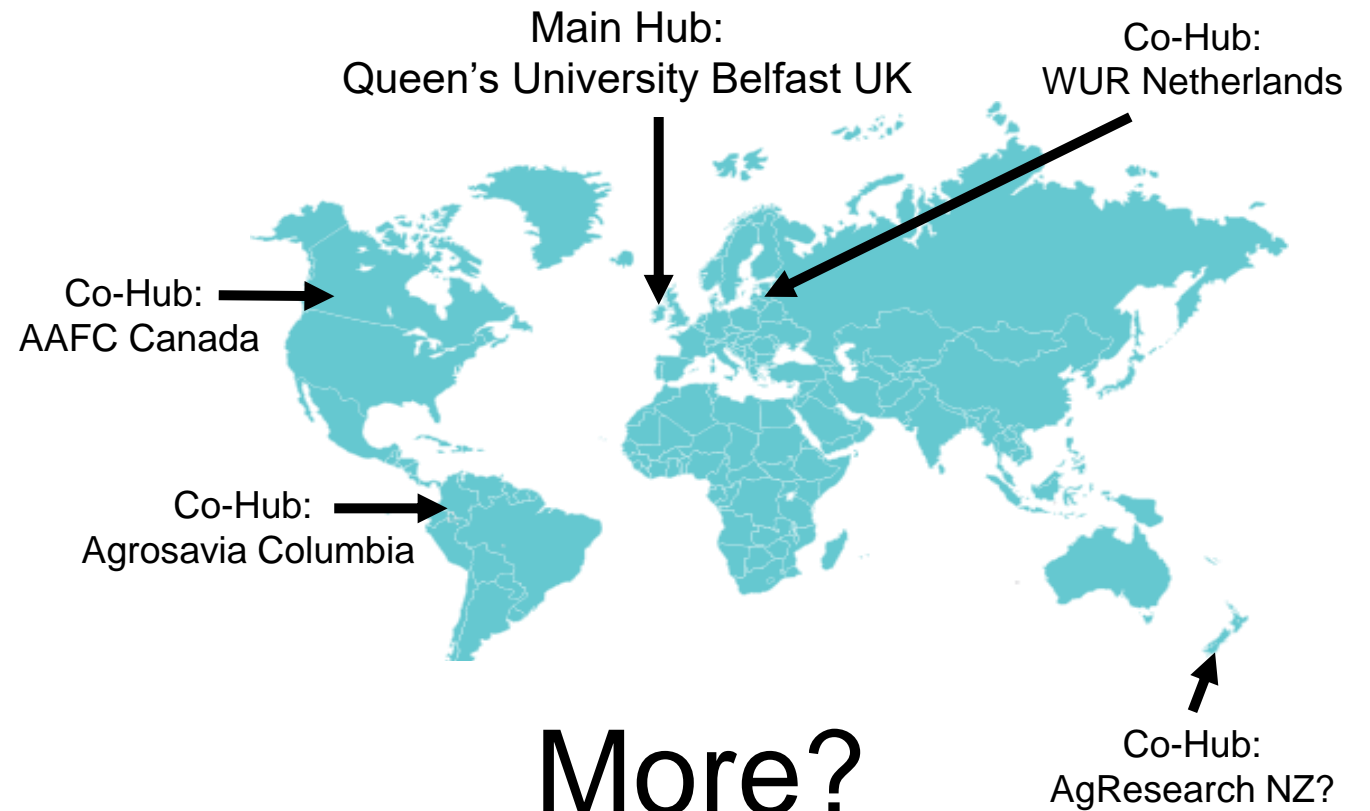 Main Hub:
Queen’s University Belfast UK
Co-Hub:
WUR Netherlands
Co-Hub:
AAFC Canada
Co-Hub:
Agrosavia Columbia
More?
Co-Hub:
AgResearch NZ?